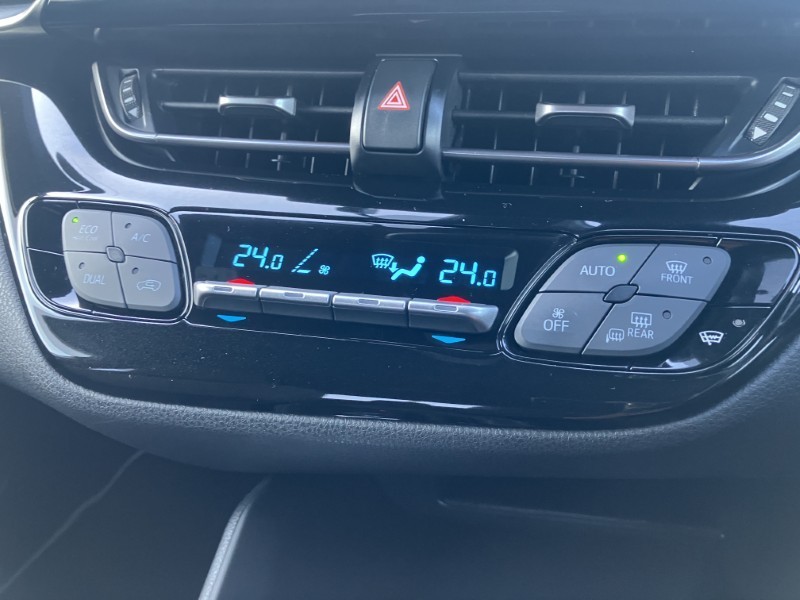 ECO
A/C
DUAL
24.0
24.0
AUTO
FRONT
OFF
REAR